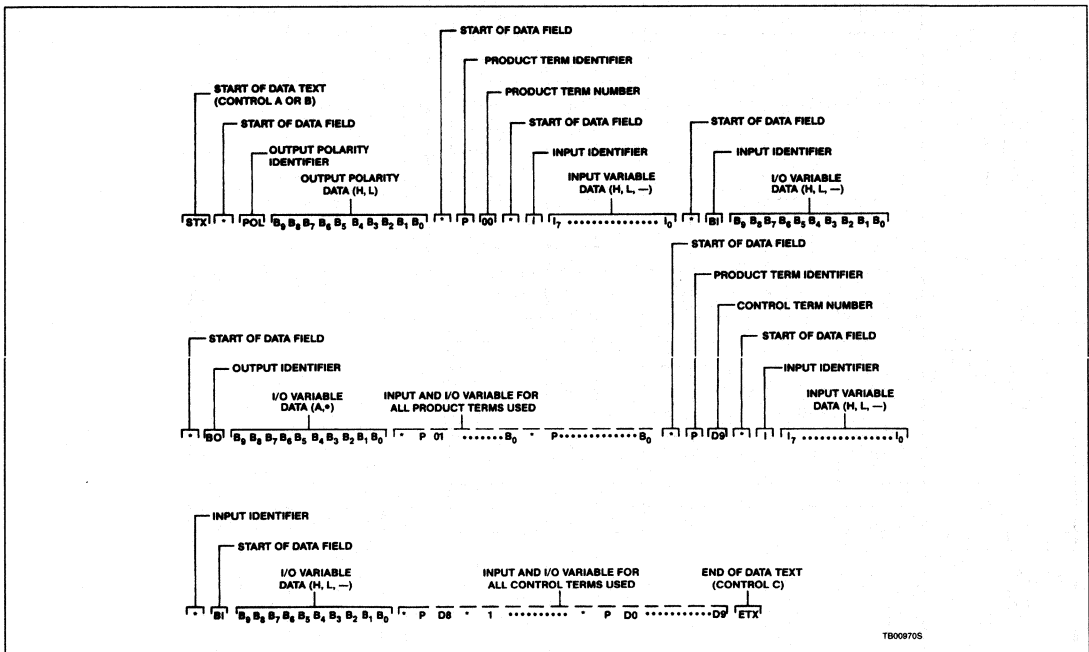 START OF DATA FIELD
PRODUCT TERM IDENTIFIER
START OF DATA TEXT
(CONTROL A OR B)
PRODUCT TERM NUMBER
START OF DATA FIELD
START OF DATA FIELD
START OF DATA FIELD
OUTPUT POLARITY
IDENTIFIER
INPUT IDENTIFIER
INPUT IDENTIFIER
OUTPUT POLARITY
DATA (H, L)
INPUT VARIABLE
DATA (H, L, —)
I/O VARIABLE
DATA (H, L, —)
STX * POL B9 B8 B7 B6 B5 B4 B3 B2 B1 B0 * P 00 * I I7 ················ I0 * BI B9 B8 B7 B6 B5 B4 B3 B2 B1 B0
START OF DATA FIELD
PRODUCT TERM IDENTIFIER
CONTROL TERM NUMBER
START OF DATA FIELD
START OF DATA FIELD
OUTPUT IDENTIFIER
INPUT IDENTIFIER
I/O VARIABLE
DATA (A,•)
INPUT AND I/O VARIABLE FOR
ALL PRODUCT TERMS USED
INPUT VARIABLE
DATA (H, L, —)
* BO B9 B8 B7 B6 B5 B4 B3 B2 B1 B0 * P 01 ·······B0 * P··············B0 * P D9 * I I7 ················ I0
INPUT IDENTIFIER
START OF DATA FIELD
I/O VARIABLE
DATA (H, L, —)
INPUT AND I/O VARIABLE FOR
ALL CONTROL TERMS USED
END OF DATA TEXT
(CONTROL C)
* BI B9 B8 B7 B6 B5 B4 B3 B2 B1 B0 * P D8 * 1 ·········· * P D0 ···········D9 ETX
TB00970S